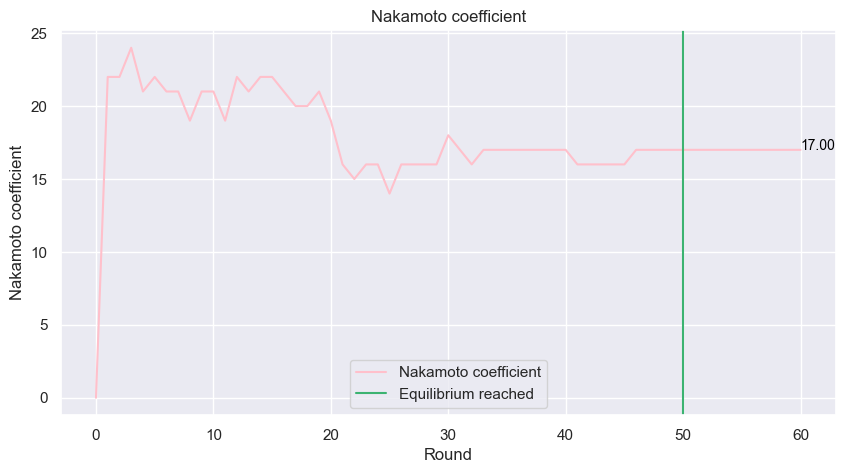 Nakamoto coefficient
25
20
15
10
5
0
Nakamoto coefficient
17.00
Nakamoto coefficient
Equilibrium reached
0 10 20 30 40 50 60
Round